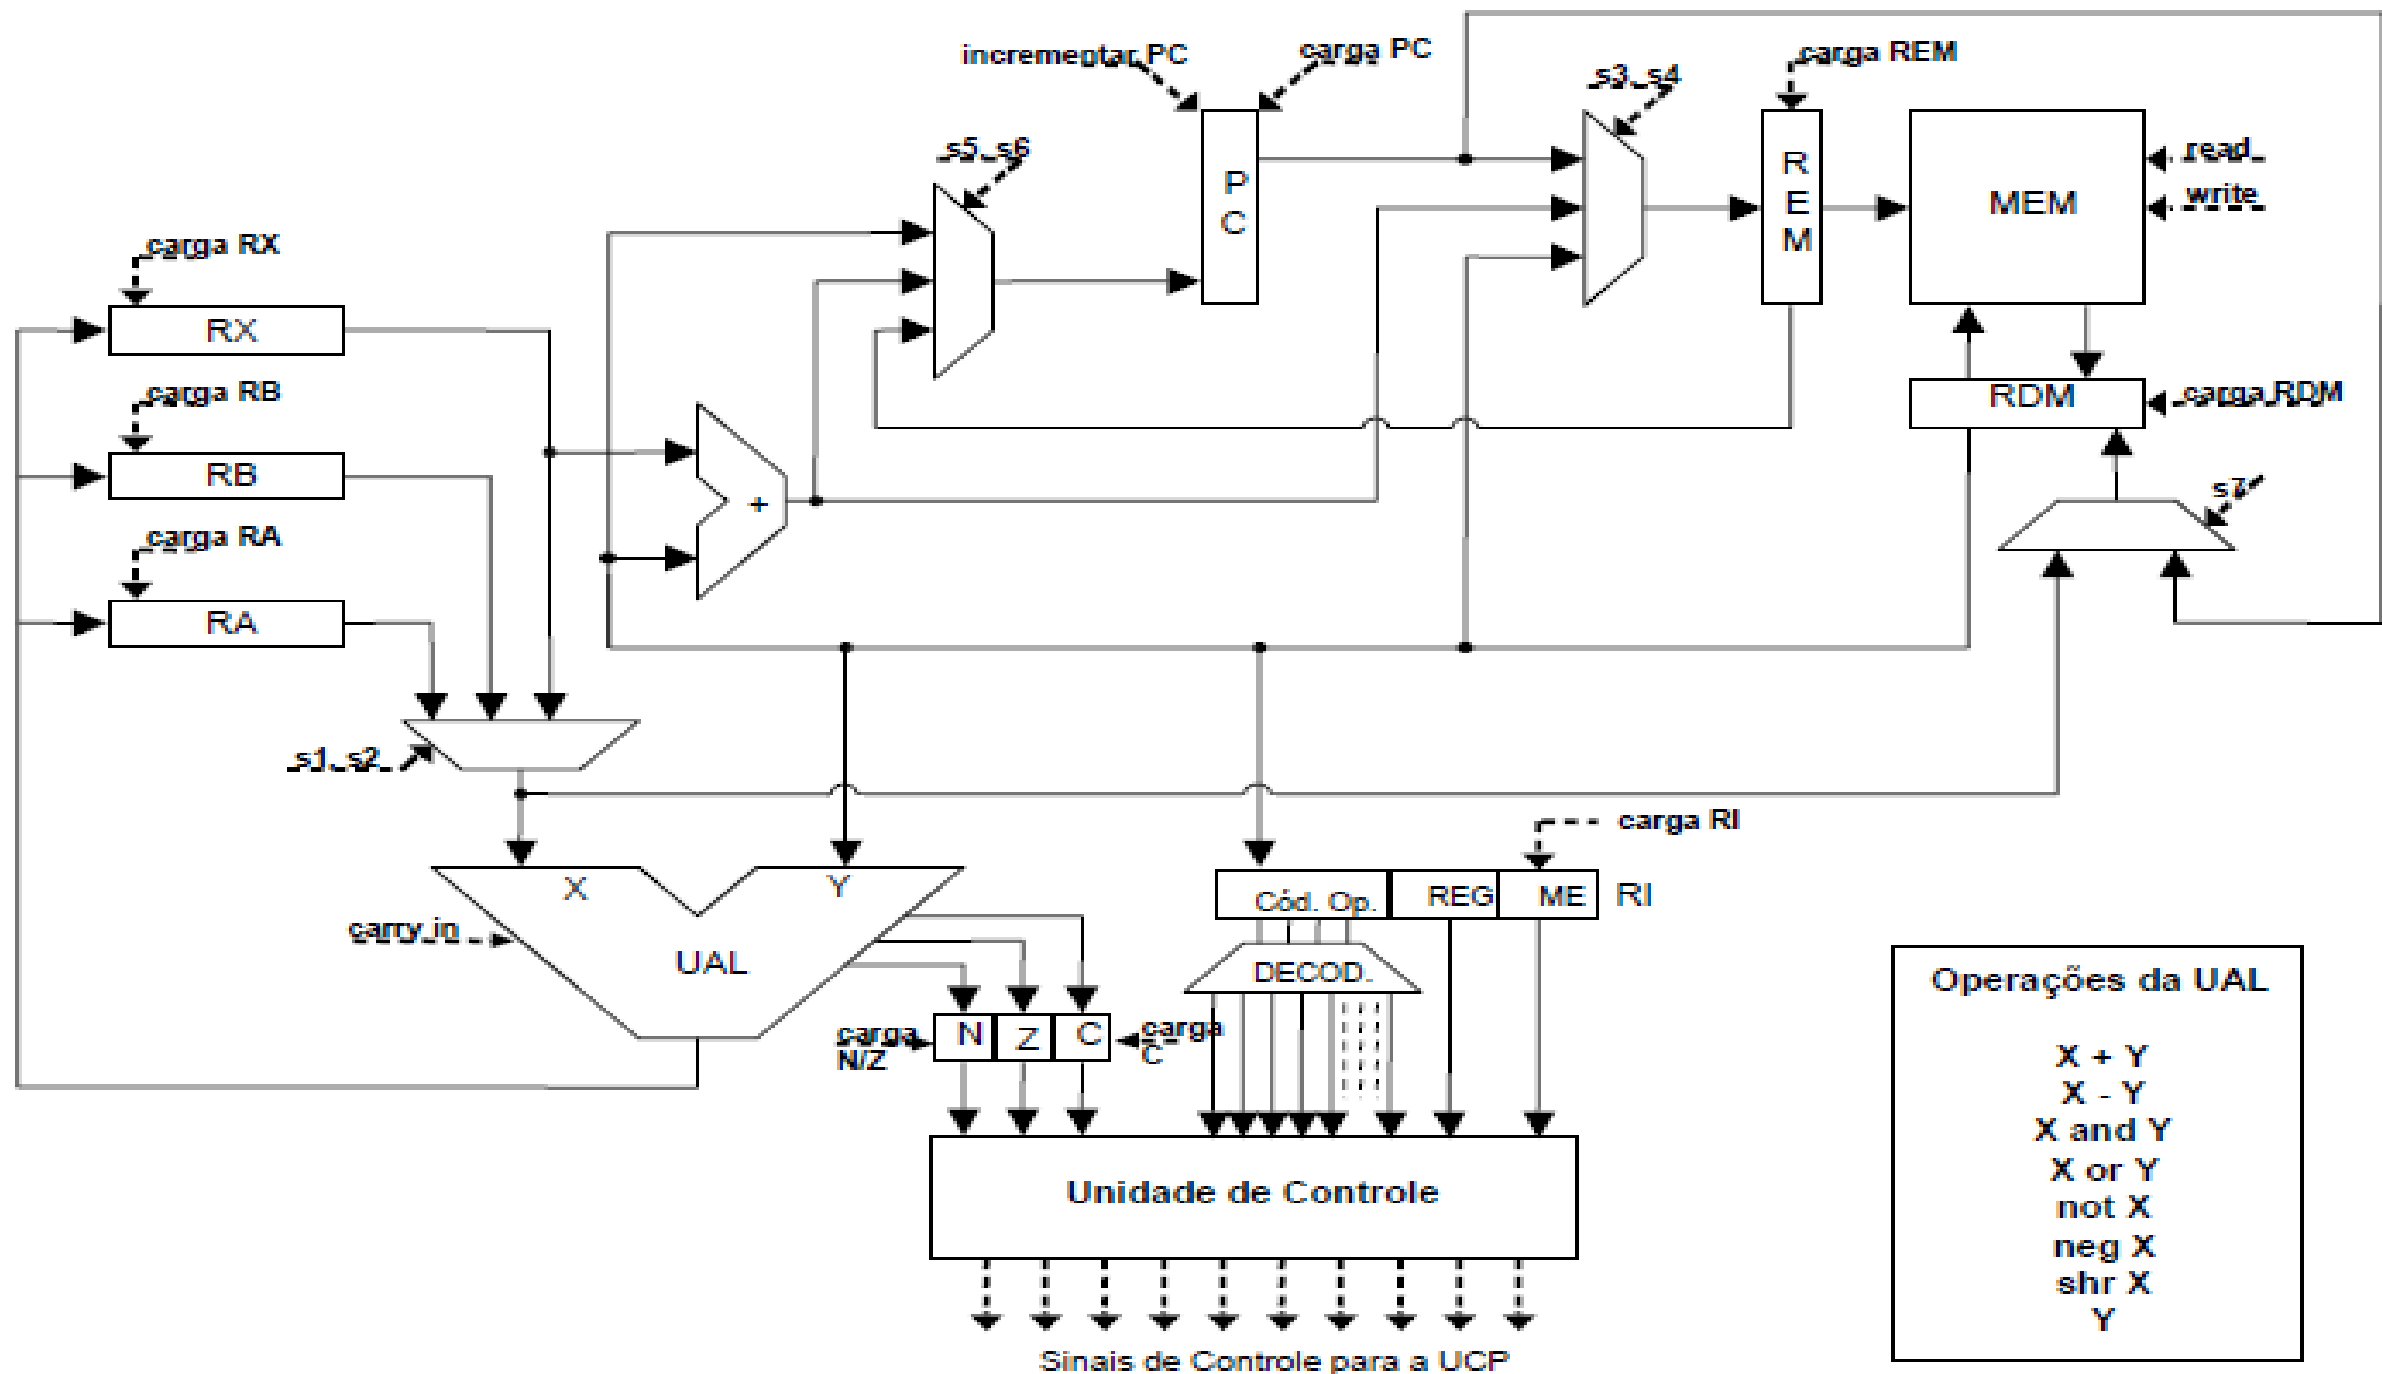 incrementar PC
carga PC
carga REM
s3, s4
s5, s6
P
C
R
E
M
MEM
read
write
carga RX
RX
carga RB
RB
carga RA
RA
RDM
carga RDM
+
s7
s1, s2
carga RI
X
Y
UAL
carry in
Cód. Op.
REG
ME
RI
DECOD.
carga
N/Z
N
Z
C
carga
C
Unidade de Controle
Sinais de Controle para a UCP
Operações da UAL
X + Y
X - Y
X and Y
X or Y
not X
neg X
shr X
Y